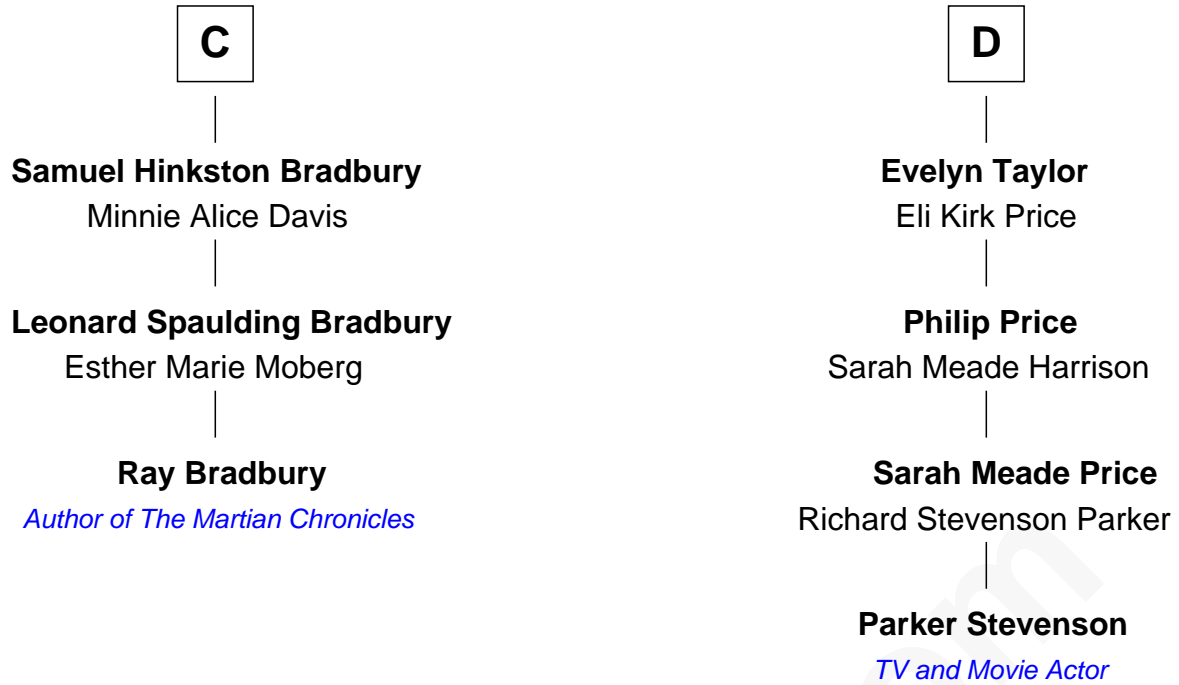 C
Samuel Hinkston Bradbury
Minnie Alice Davis
Leonard Spaulding Bradbury
Esther Marie Moberg
Ray Bradbury
Author of The Martian Chronicles
D
Evelyn Taylor
Eli Kirk Price
Philip Price
Sarah Meade Harrison
Sarah Meade Price
Richard Stevenson Parker
Parker Stevenson
TV and Movie Actor